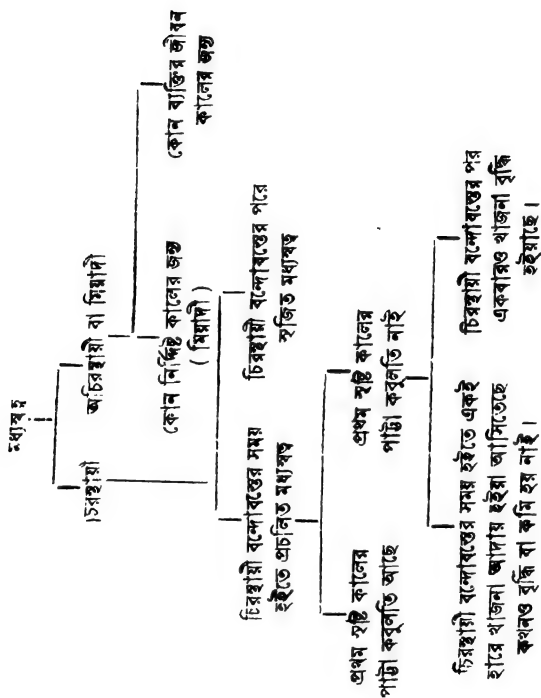 মধ্যস্বত্ব
চিরস্থায়ী
অচিরস্থায়ী বা মিয়াদী
কোন নির্দ্দিষ্ট কালের জন্য
( মিয়াদী )
কোন ব্যক্তির জীবন
কালের জন্য
চিরস্থায়ী বন্দোবস্তের সময়
হইতে প্রচলিত মধ্যস্বত্ব
চিরস্থায়ী বন্দোবস্তের পরে
সৃজিত মধ্যস্বত্ব
প্রথম সৃষ্টি কালের
পাট্টা কবুলতি আছে
প্রথম সৃষ্টি কালের
পাট্টা কবুলতি নাই
চিরস্থায়ী বন্দোবস্তের সময় হইতে একই
হারে খাজনা আদায় হইয়া আসিতেছে
কখনও বৃদ্ধি বা কমি হয় নাই।
চিরস্থায়ী বন্দোবস্তের পর
একবারও খাজনা বৃদ্ধি
হইয়াছে।